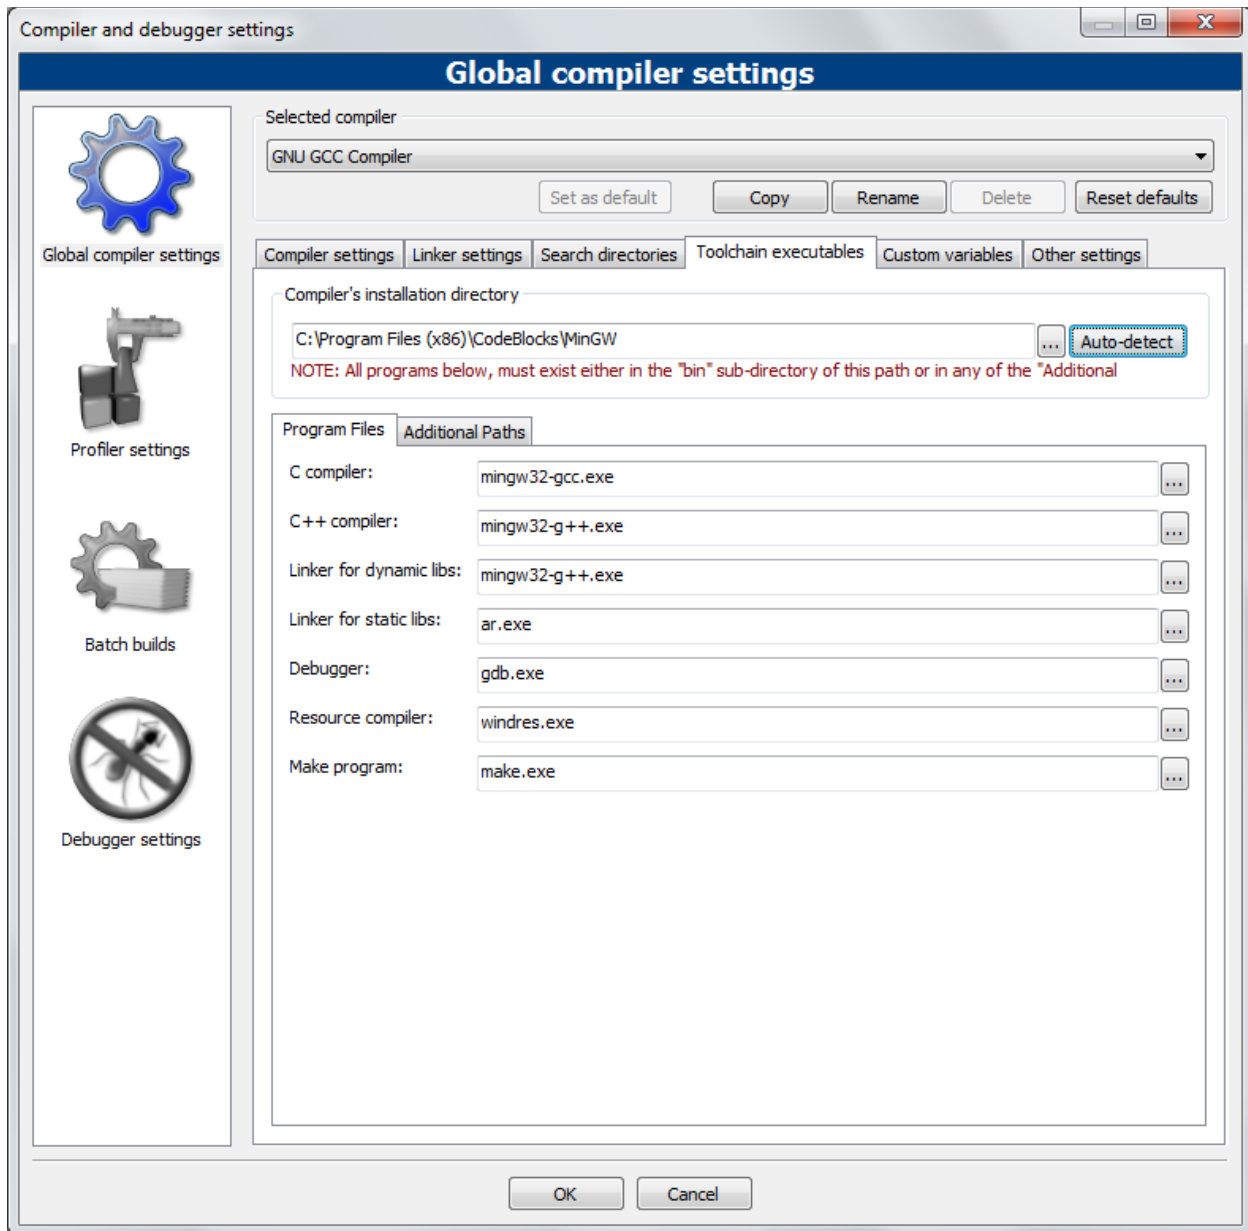 Compiler and debugger settings
Global compiler settings
Global compiler settings
Profiler settings
Batch builds
Debugger settings
Selected compiler
GNU GCC Compiler
Set as default Copy Rename Delete Reset defaults
Compiler settings Linker settings Search directories Toolchain executables Custom variables Other settings
Compiler's installation directory
C:\Program Files (x86)\CodeBlocks\MinGW ... Auto-detect
NOTE: All programs below, must exist either in the "bin" sub-directory of this path or in any of the "Additional
Program Files Additional Paths
C compiler: mingw32-gcc.exe ...
C++ compiler: mingw32-g++.exe ...
Linker for dynamic libs: mingw32-g++.exe ...
Linker for static libs: ar.exe ...
Debugger: gdb.exe ...
Resource compiler: windres.exe ...
Make program: make.exe ...
OK Cancel